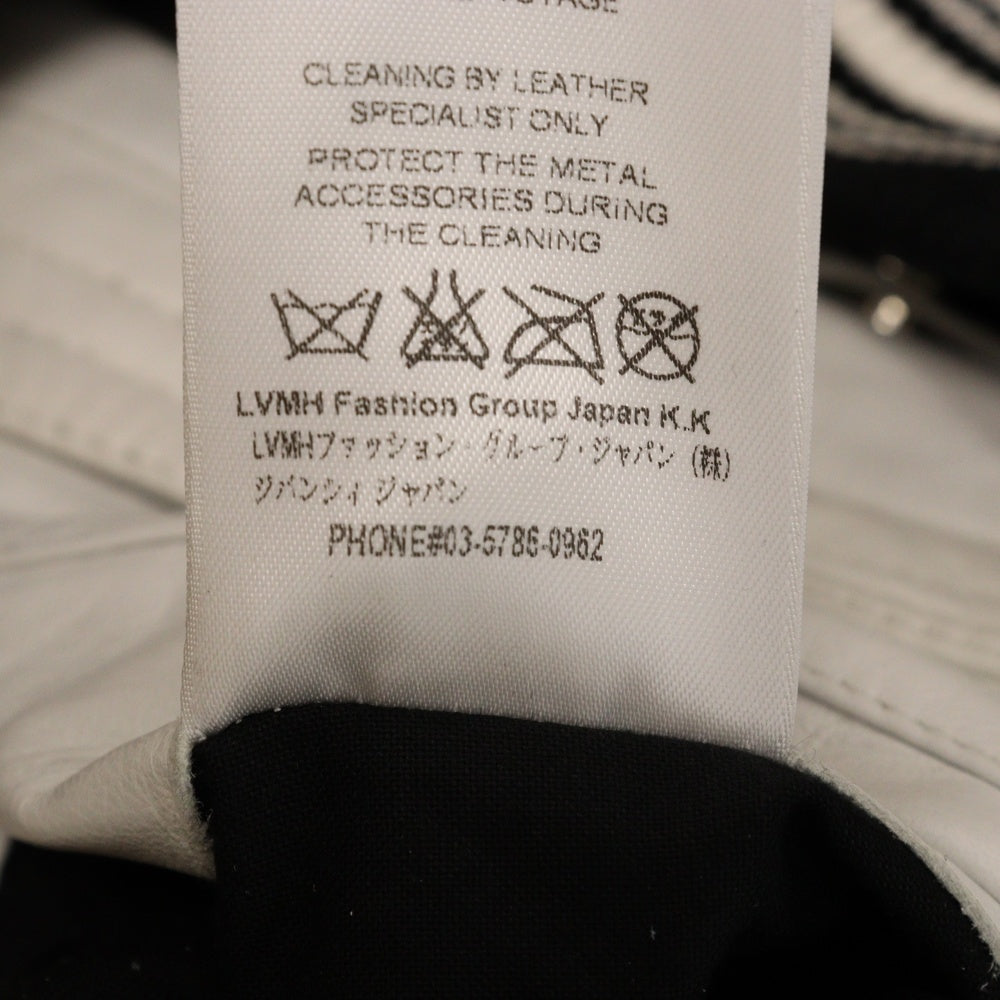 CLEANING BY LEATHER
SPECIALIST ONLY
PROTECT THE METAL
ACCESSORIES DURING
THE CLEANING
LVMH Fashion Group Japan K.K
LVMHファッション・グループ・ジャパン (株)
ジバンシィ ジャパン
PHONE#03-5786-0962